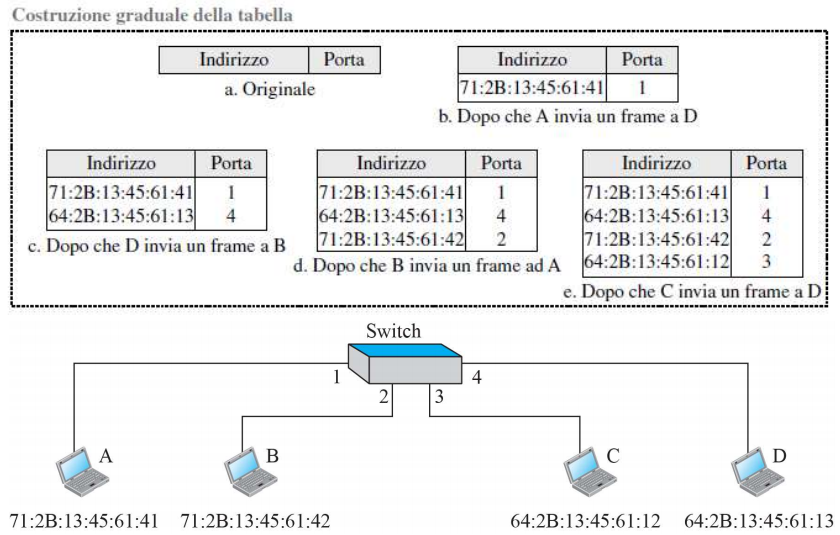 Costruzione graduale della tabella
Indirizzo Porta
a. Originale
Indirizzo Porta
71:2B:13:45:61:41 1
b. Dopo che A invia un frame a D
Indirizzo Porta
71:2B:13:45:61:41 1
64:2B:13:45:61:13 4
c. Dopo che D invia un frame a B
Indirizzo Porta
71:2B:13:45:61:41 1
64:2B:13:45:61:13 4
71:2B:13:45:61:42 2
d. Dopo che B invia un frame ad A
Indirizzo Porta
71:2B:13:45:61:41 1
64:2B:13:45:61:13 4
71:2B:13:45:61:42 2
64:2B:13:45:61:12 3
e. Dopo che C invia un frame a D
Switch
1 4
2 3
A B C D
71:2B:13:45:61:41 71:2B:13:45:61:42 64:2B:13:45:61:12 64:2B:13:45:61:13